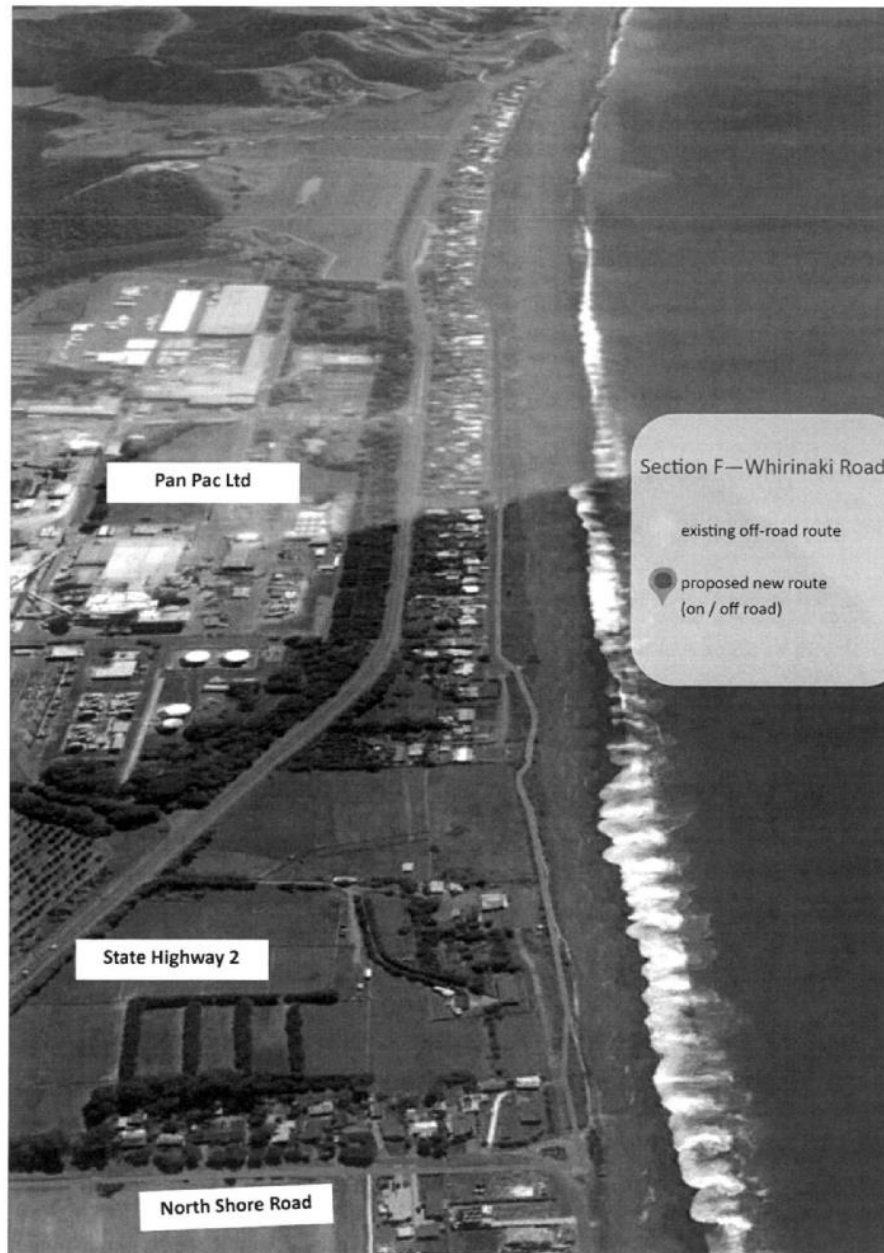 Pan Pac Ltd
Section F—Whirinaki Road
existing off-road route
proposed new route
(on / off road)
State Highway 2
North Shore Road